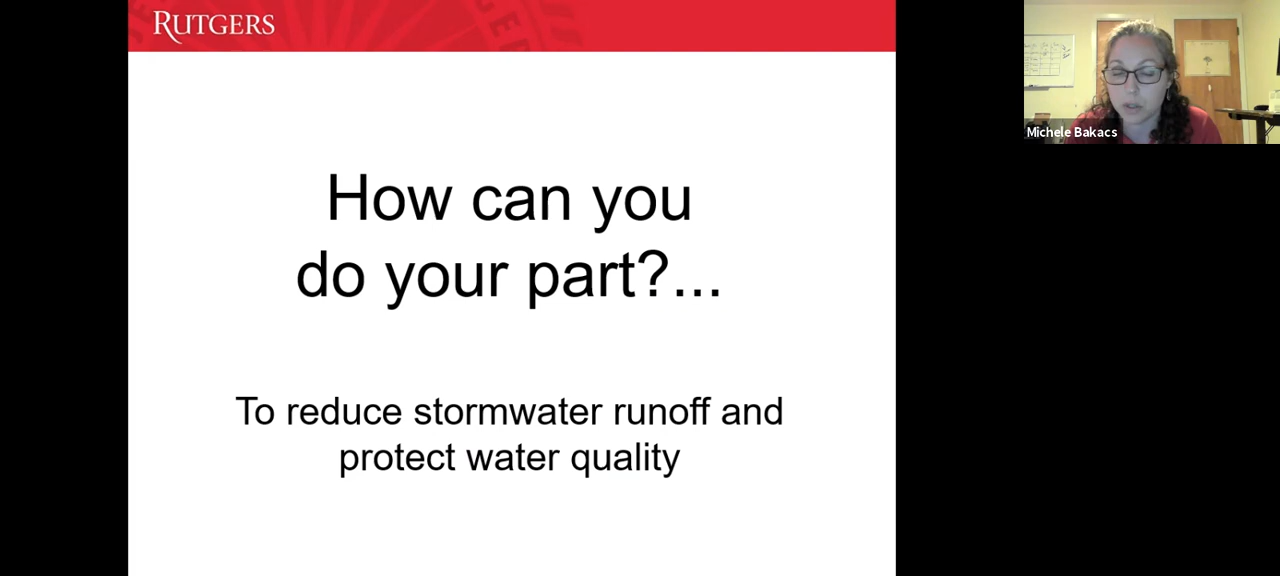 RUTGERS
How can you
do your part?...
To reduce stormwater runoff and
protect water quality
Michele Bakacs